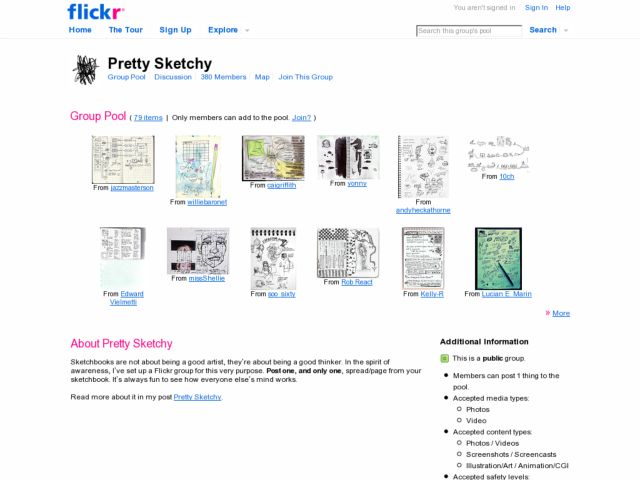 flickr
You aren't signed in Sign In Help
Home The Tour Sign Up Explore
Search this group's pool Search
Pretty Sketchy
Group Pool Discussion 380 Members Map Join This Group
Group Pool ( 79 items | Only members can add to the pool. Join? )
From jazzmasterson
From williebaronet
From caigriffith
From vonny
From andyheckathorne
From 10ch
From Edward Vielmetti
From missShellie
From soo_sixty
From Rob React
From Kelly-R
From Lucian E. Marin
» More
About Pretty Sketchy
Sketchbooks are not about being a good artist, they're about being a good thinker. In the spirit of
awareness, I've set up a Flickr group for this very purpose. Post one, and only one, spread/page from your
sketchbook. It's always fun to see how everyone else's mind works.
Read more about it in my post Pretty Sketchy.
Additional Information
This is a public group.
Members can post 1 thing to the
pool.
Accepted media types:
Photos
Video
Accepted content types:
Photos / Videos
Screenshots / Screencasts
Illustration/Art / Animation/CGI
Accepted safety levels: